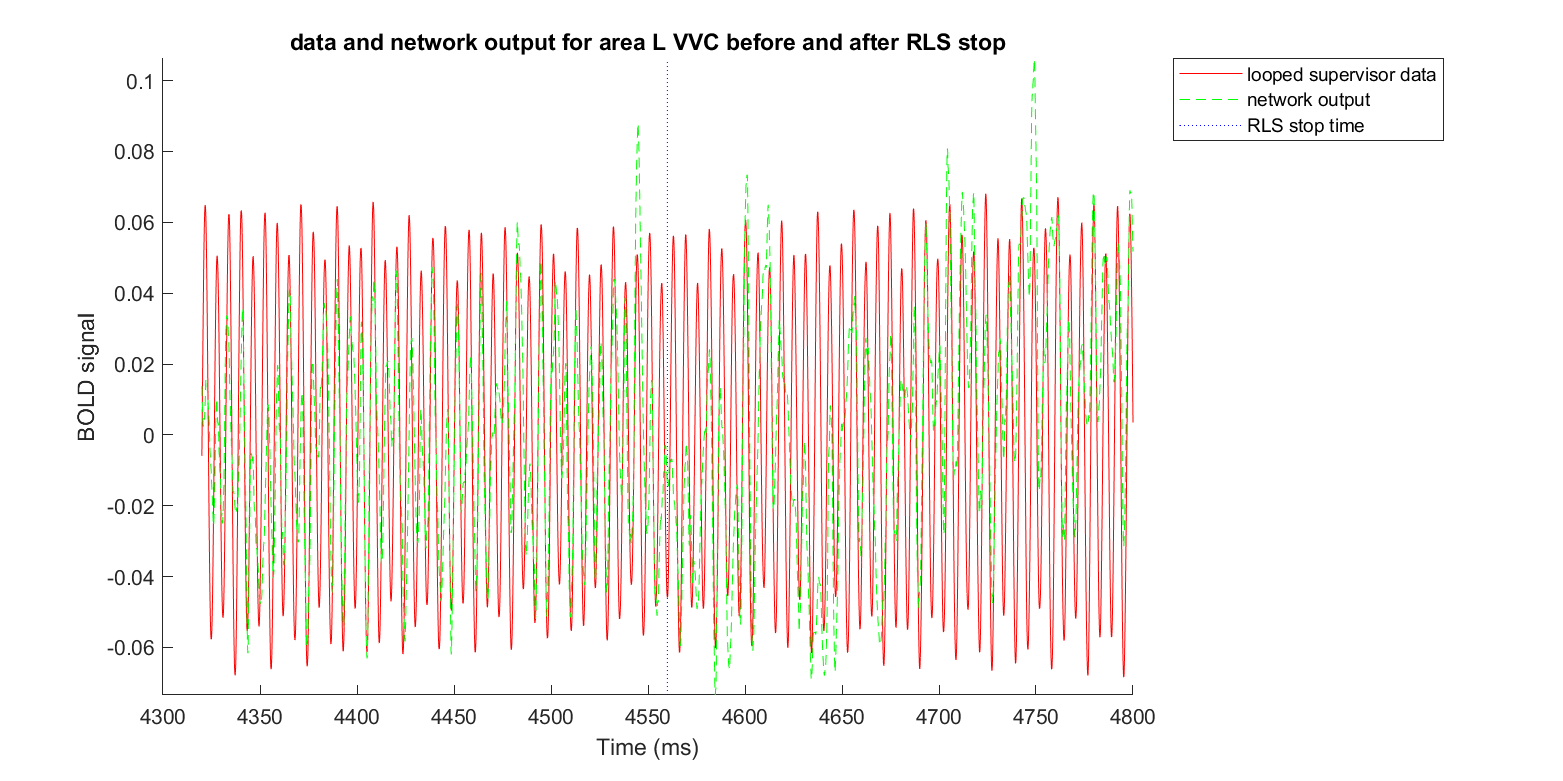 data and network output for area L VVC before and after RLS stop
looped supervisor data
network output
RLS stop time
BOLD signal
0.1
0.08
0.06
0.04
0.02
0
-0.02
-0.04
-0.06
4300 4350 4400 4450 4500 4550 4600 4650 4700 4750 4800
Time (ms)